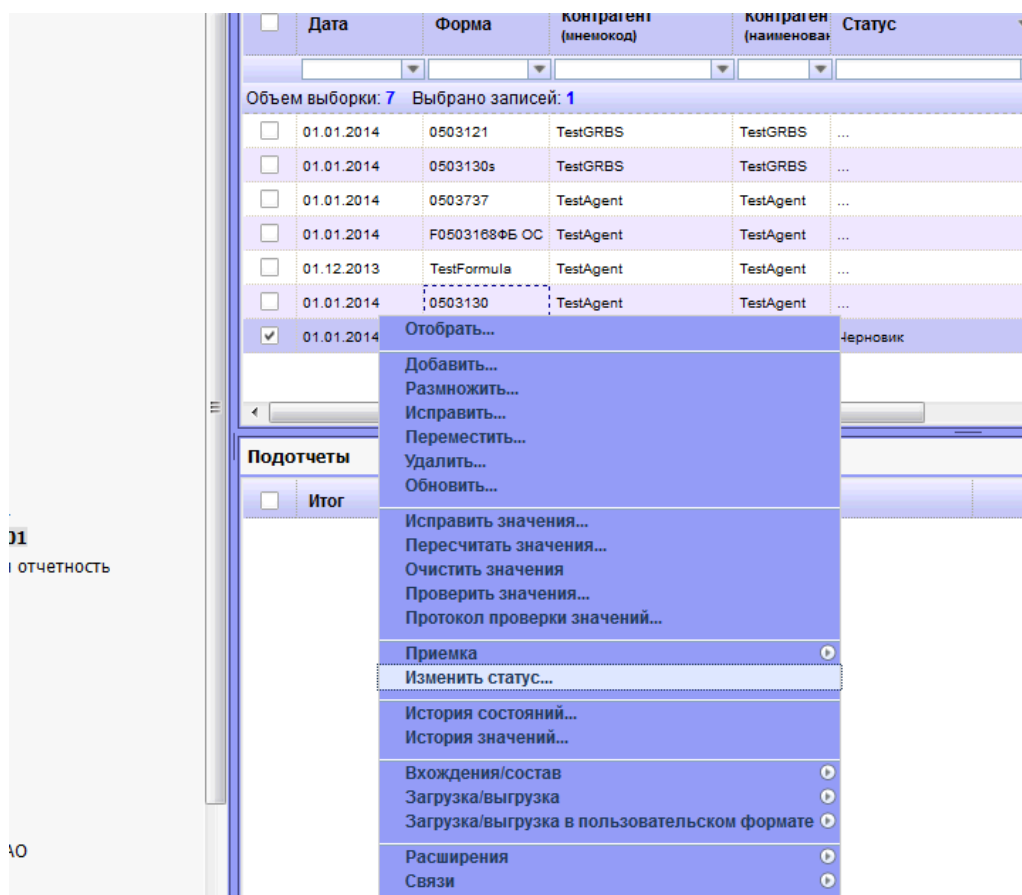 Дата Форма Контрагент (мнемокод) Контраген (наименован Статус
Объем выборки: 7 Выбрано записей: 1
01.01.2014 0503121 TestGRBS TestGRBS ...
01.01.2014 0503130s TestGRBS TestGRBS ...
01.01.2014 0503737 TestAgent TestAgent ...
01.01.2014 F0503168ФБ ОС TestAgent TestAgent ...
01.12.2013 TestFormula TestAgent TestAgent ...
01.01.2014 0503130 TestAgent TestAgent ...
01.01.2014 Черновик
Отобрать...
Добавить...
Размножить...
Исправить...
Переместить...
Удалить...
Обновить...
Подотчеты
Итог
Исправить значения...
Пересчитать значения...
Очистить значения
Проверить значения...
Протокол проверки значений...
Приемка
Изменить статус...
История состояний...
История значений...
Вхождения/состав
Загрузка/выгрузка
Загрузка/выгрузка в пользовательском формате
Расширения
Связи
01
отчетность
АО